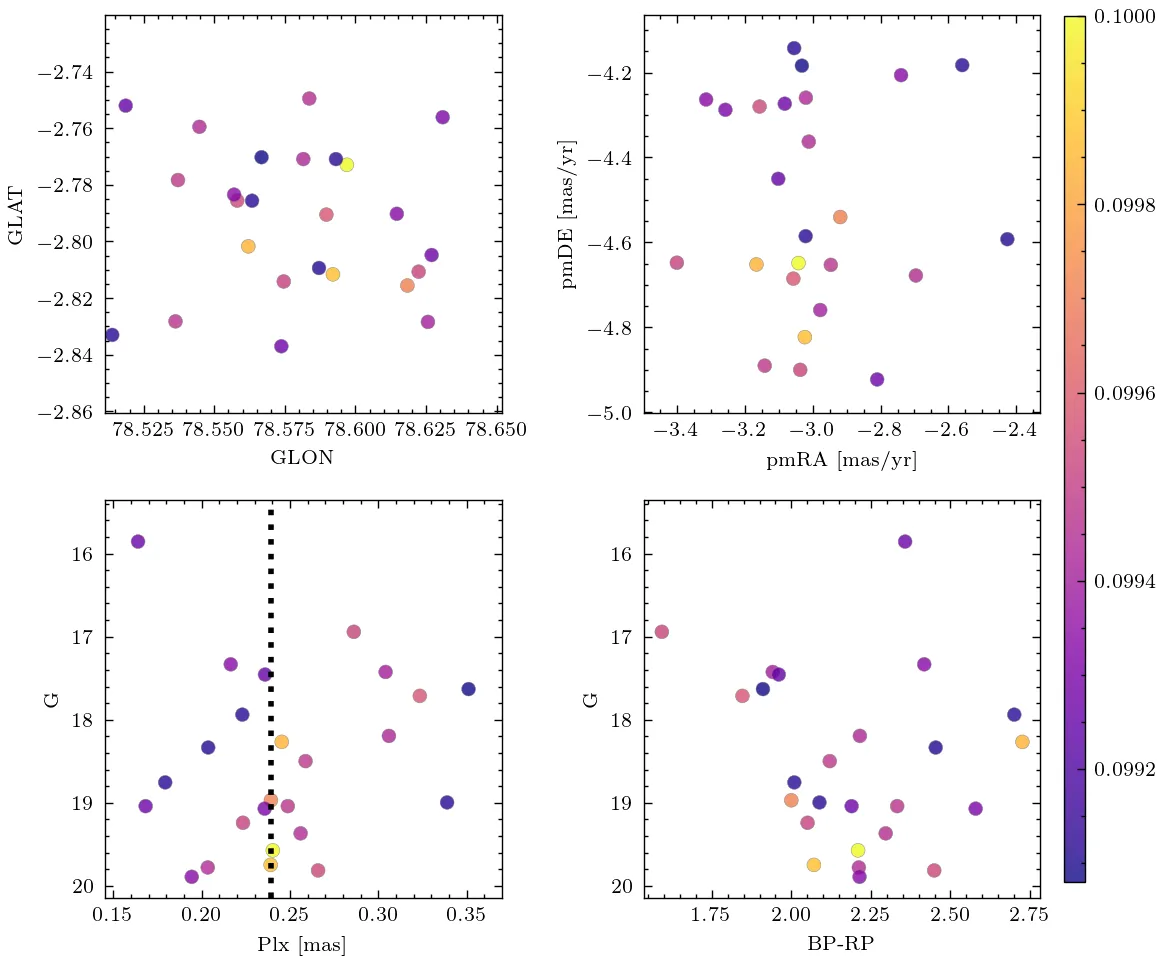 −2.74
−2.76
−2.78
−2.80
−2.82
−2.84
−2.86
GLAT
78.525 78.550 78.575 78.600 78.625 78.650
GLON
−4.2
−4.4
−4.6
−4.8
−5.0
pmDE [mas/yr]
−3.4 −3.2 −3.0 −2.8 −2.6 −2.4
pmRA [mas/yr]
0.1000
0.0998
0.0996
0.0994
0.0992
16
17
18
19
20
G
0.15 0.20 0.25 0.30 0.35
Plx [mas]
16
17
18
19
20
G
1.75 2.00 2.25 2.50 2.75
BP-RP